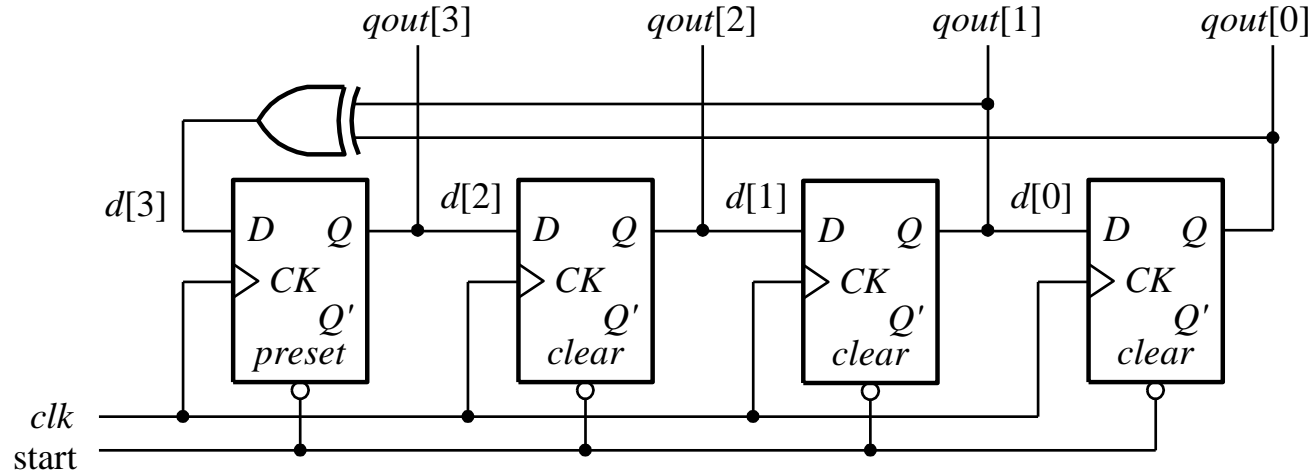 qout[3] qout[2] qout[1] qout[0]
d[3] d[2] d[1] d[0]
D Q D Q D Q D Q
CK CK CK CK
Q' Q' Q' Q'
preset clear clear clear
clk
start